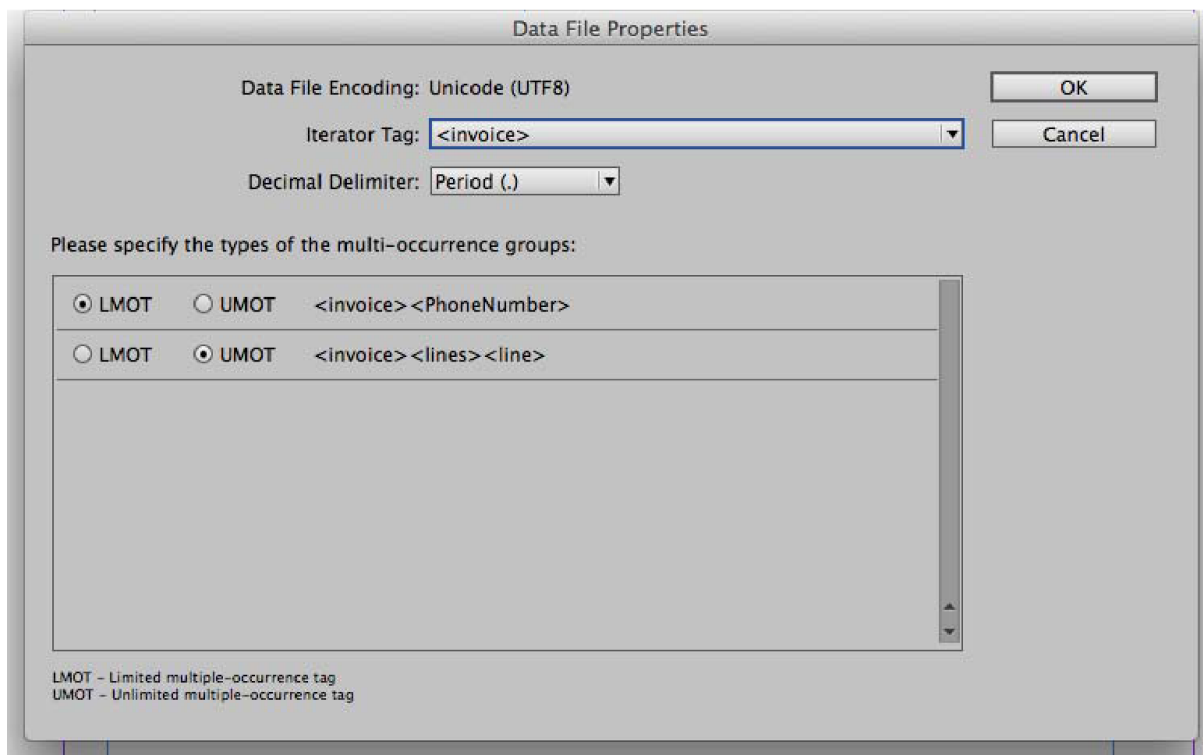 Data File Properties
Data File Encoding: Unicode (UTF8)
OK
Iterator Tag: <invoice>
Cancel
Decimal Delimiter: Period (.)
Please specify the types of the multi-occurrence groups:
LMOT UMOT <invoice><PhoneNumber>
LMOT UMOT <invoice><lines><line>
LMOT - Limited multiple-occurrence tag
UMOT - Unlimited multiple-occurrence tag